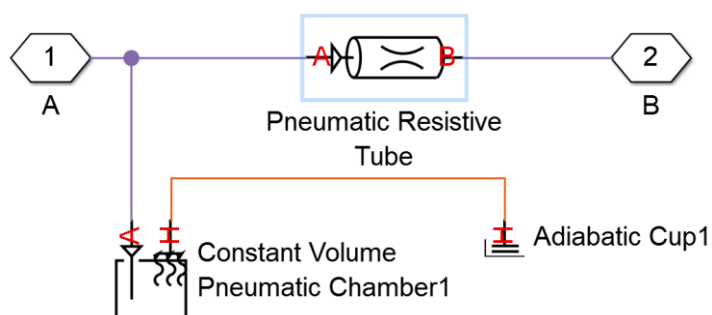 1
A
A
B
2
B
Pneumatic Resistive
Tube
A
H
Constant Volume
Pneumatic Chamber1
H
Adiabatic Cup1